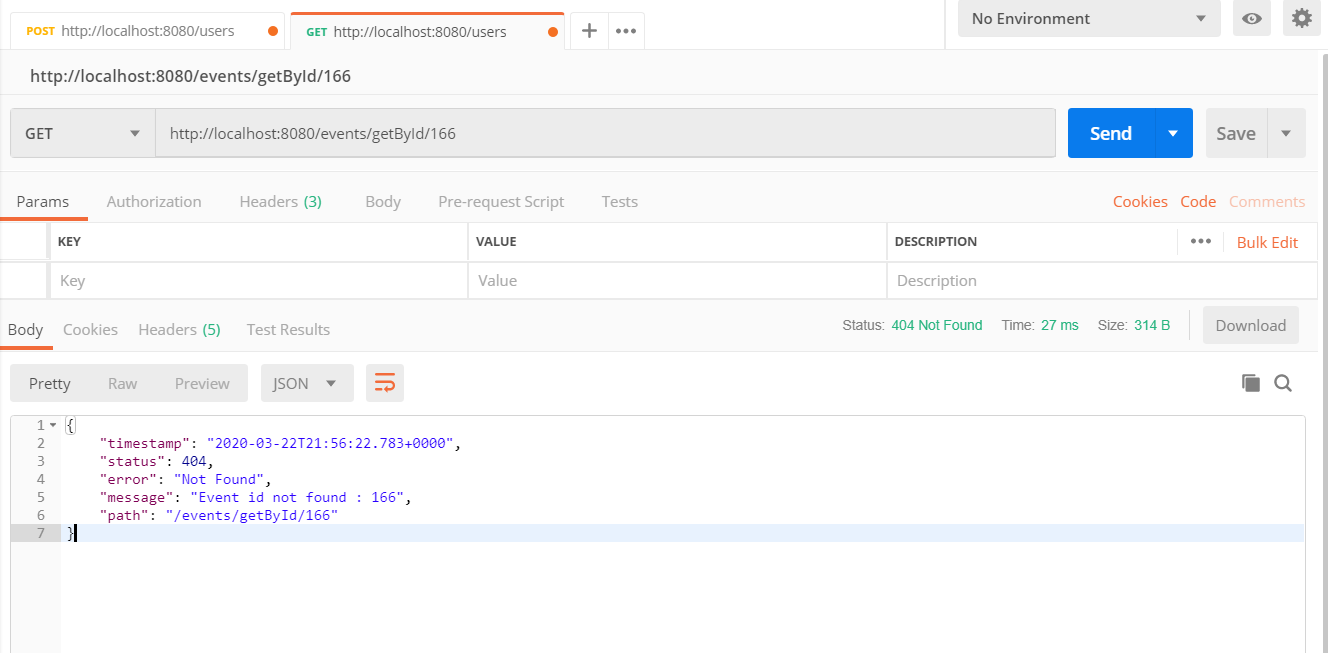 POST http://localhost:8080/users GET http://localhost:8080/users + ••• No Environment
http://localhost:8080/events/getById/166
GET http://localhost:8080/events/getById/166 Send Save
Params Authorization Headers (3) Body Pre-request Script Tests Cookies Code Comments
KEY VALUE DESCRIPTION ••• Bulk Edit
Key Value Description
Body Cookies Headers (5) Test Results Status: 404 Not Found Time: 27 ms Size: 314 B Download
Pretty Raw Preview JSON
1 {
2 "timestamp": "2020-03-22T21:56:22.783+0000",
3 "status": 404,
4 "error": "Not Found",
5 "message": "Event id not found : 166",
6 "path": "/events/getById/166"
7 }